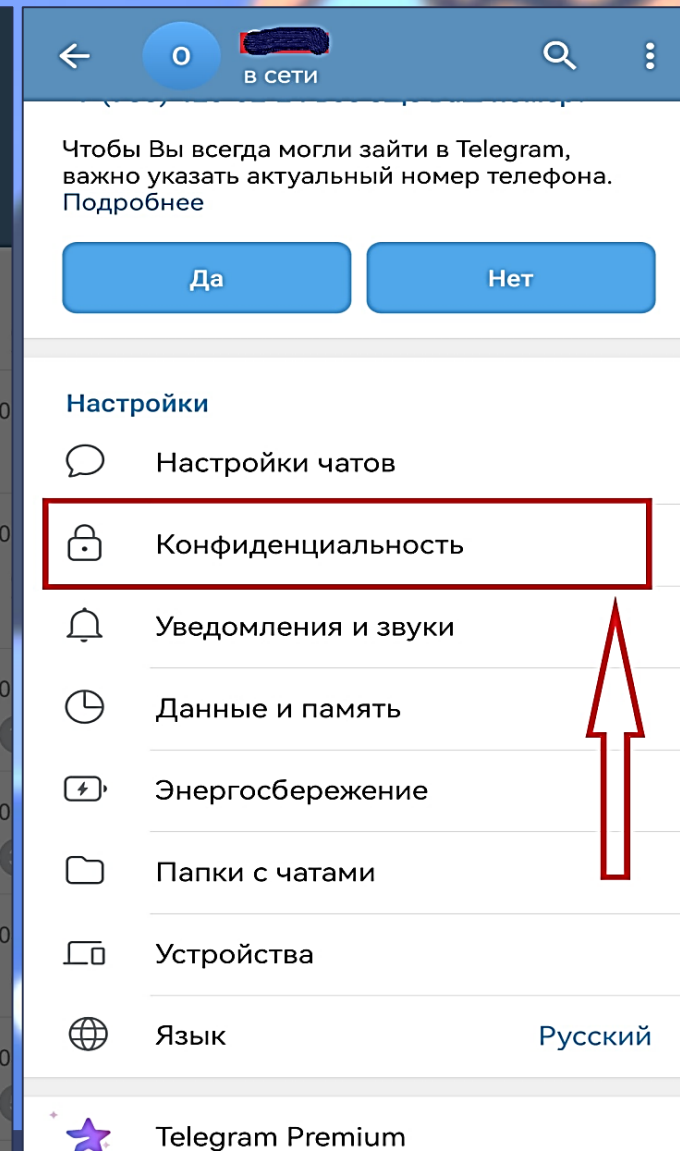 О
в сети
Чтобы Вы всегда могли зайти в Telegram,
важно указать актуальный номер телефона.
Подробнее
Да
Нет
Настройки
Настройки чатов
Конфиденциальность
Уведомления и звуки
Данные и память
Энергосбережение
Папки с чатами
Устройства
Язык
Русский
Telegram Premium